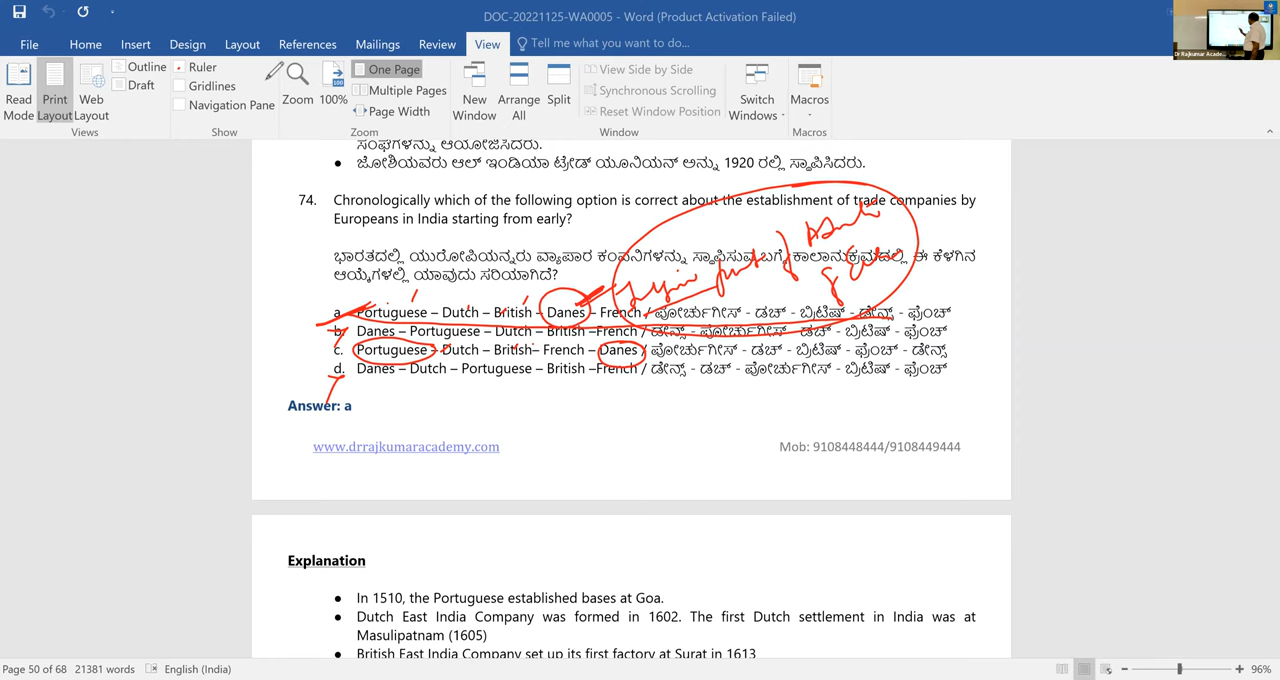 DOC-20221125-WA0005 - Word (Product Activation Failed)
File Home Insert Design Layout References Mailings Review View Tell me what you want to do...
Read Mode
Print Layout
Web Layout
Outline
Draft
Views
Ruler
Gridlines
Navigation Pane
Show
Zoom
100%
One Page
Multiple Pages
Page Width
Zoom
New Window
Arrange All
Split
View Side by Side
Synchronous Scrolling
Reset Window Position
Window
Switch Windows
Macros
Macros
ಸಂಘಗಳನ್ನು ಆಯೋಜಿಸಿದರು.
• ಜೋಶಿಯವರು ಆಲ್ ಇಂಡಿಯಾ ಟ್ರೇಡ್ ಯೂನಿಯನ್ ಅನ್ನು 1920 ರಲ್ಲಿ ಸ್ಥಾಪಿಸಿದರು.
74. Chronologically which of the following option is correct about the establishment of trade companies by
Europeans in India starting from early?
ಭಾರತದಲ್ಲಿ ಯುರೋಪಿಯನ್ನರು ವ್ಯಾಪಾರ ಕಂಪನಿಗಳನ್ನು ಸ್ಥಾಪಿಸುವ ಬಗ್ಗೆ ಕಾಲಾನುಕ್ರಮದಲ್ಲಿ ಈ ಕೆಳಗಿನ
ಆಯ್ಕೆಗಳಲ್ಲಿ ಯಾವುದು ಸರಿಯಾಗಿದೆ?
a. Portuguese – Dutch – British – Danes – French / ಪೋರ್ಚುಗೀಸ್ - ಡಚ್ - ಬ್ರಿಟಿಷ್ - ಡೇನ್ಸ್ - ಫ್ರೆಂಚ್
b. Danes – Portuguese – Dutch – British –French / ಡೇನ್ಸ್ - ಪೋರ್ಚುಗೀಸ್ - ಡಚ್ - ಬ್ರಿಟಿಷ್ - ಫ್ರೆಂಚ್
c. Portuguese – Dutch – British– French – Danes / ಪೋರ್ಚುಗೀಸ್ - ಡಚ್ - ಬ್ರಿಟಿಷ್ - ಫ್ರೆಂಚ್ - ಡೇನ್ಸ್
d. Danes – Dutch – Portuguese – British –French / ಡೇನ್ಸ್ - ಡಚ್ - ಪೋರ್ಚುಗೀಸ್ - ಬ್ರಿಟಿಷ್ - ಫ್ರೆಂಚ್
Answer: a
www.drrajkumaracademy.com Mob: 9108448444/9108449444
Explanation
• In 1510, the Portuguese established bases at Goa.
• Dutch East India Company was formed in 1602. The first Dutch settlement in India was at
Masulipatnam (1605)
• British East India Company set up its first factory at Surat in 1613
Page 50 of 68 21381 words English (India) 96%